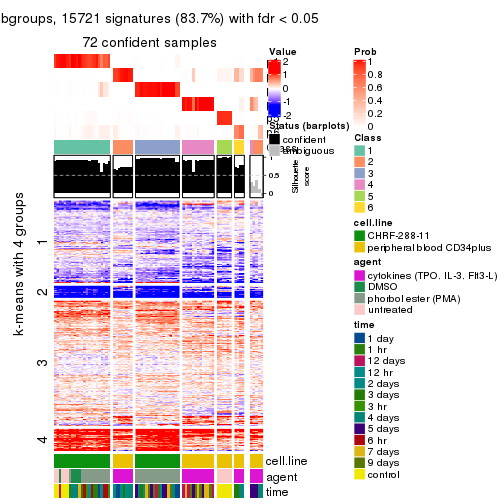 bgroups, 15721 signatures (83.7%) with fdr < 0.05
72 confident samples
k-means with 4 groups
1
2
3
4
Value
2
1
0
-1
-2
Status (barplots)
confident
ambiguous
1
0.5
0
Silhouette
score
cell.line
agent
time
Prob
1
0.8
0.6
0.4
0.2
0
Class
1
2
3
4
5
6
cell.line
CHRF-288-11
peripheral blood CD34plus
agent
cytokines (TPO. IL-3. Flt3-L)
DMSO
phorbol ester (PMA)
untreated
time
1 day
1 hr
12 days
12 hr
2 days
3 days
3 hr
4 days
5 days
6 hr
7 days
9 days
control